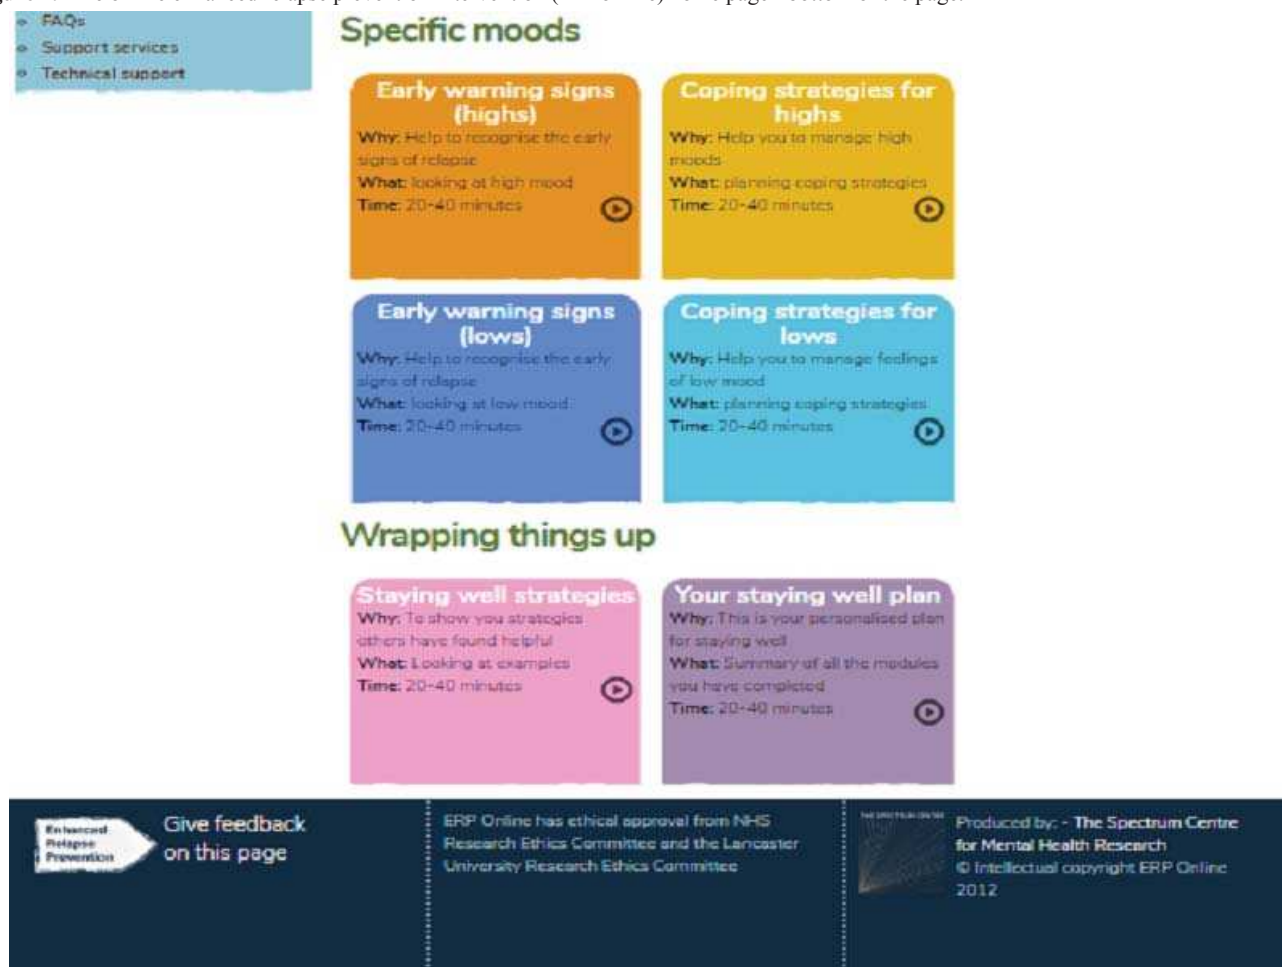 FAQs
Support services
Technical support
Specific moods
Early warning signs
(highs)
Why: Help to recognise the early
signs of relapse
What: looking at high mood
Time: 20-40 minutes
Coping strategies for
highs
Why: Help you to manage high
moods
What: planning coping strategies
Time: 20-40 minutes
Early warning signs
(lows)
Why: Help to recognise the early
signs of relapse
What: looking at low mood
Time: 20-40 minutes
Coping strategies for
lows
Why: Help you to manage feelings
of low mood
What: planning coping strategies
Time: 20-40 minutes
Wrapping things up
Staying well strategies
Why: To show you strategies
others have found helpful
What: Looking at examples
Time: 20-40 minutes
Your staying well plan
Why: This is your personalised plan
for staying well
What: Summary of all the modules
you have completed
Time: 20-40 minutes
Enhanced
Relapse
Prevention
Give feedback
on this page
ERP Online has ethical approval from NHS
Research Ethics Committee and the Lancaster
University Research Ethics Committee
THE SPECTRUM CENTRE
Produced by: - The Spectrum Centre
for Mental Health Research
© Intellectual copyright ERP Online
2012